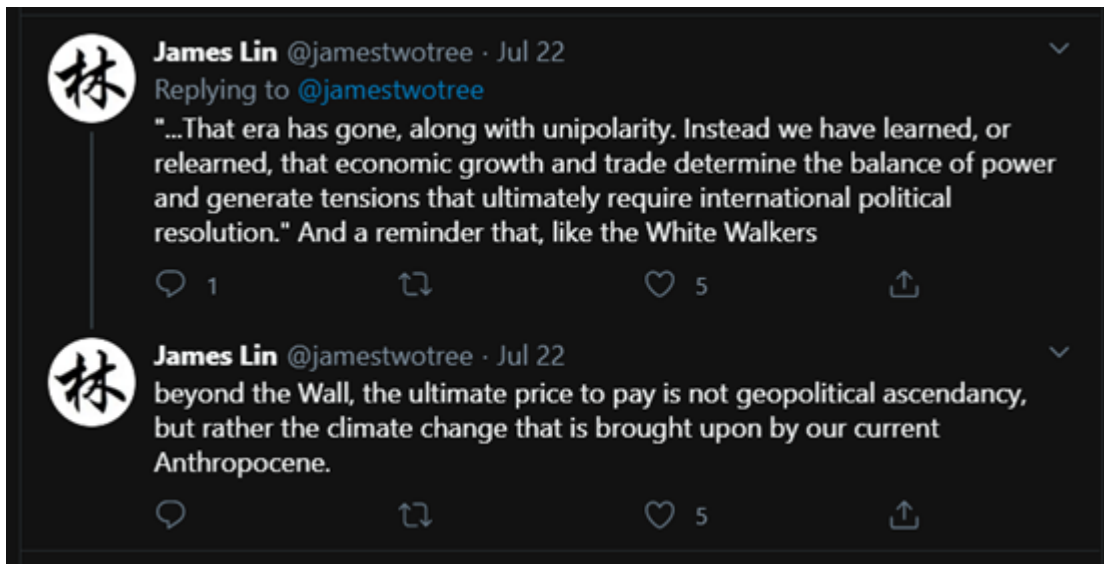 林
James Lin @jamestwotree · Jul 22
Replying to @jamestwotree
"...That era has gone, along with unipolarity. Instead we have learned, or
relearned, that economic growth and trade determine the balance of power
and generate tensions that ultimately require international political
resolution." And a reminder that, like the White Walkers
1 5
林
James Lin @jamestwotree · Jul 22
beyond the Wall, the ultimate price to pay is not geopolitical ascendancy,
but rather the climate change that is brought upon by our current
Anthropocene.
5